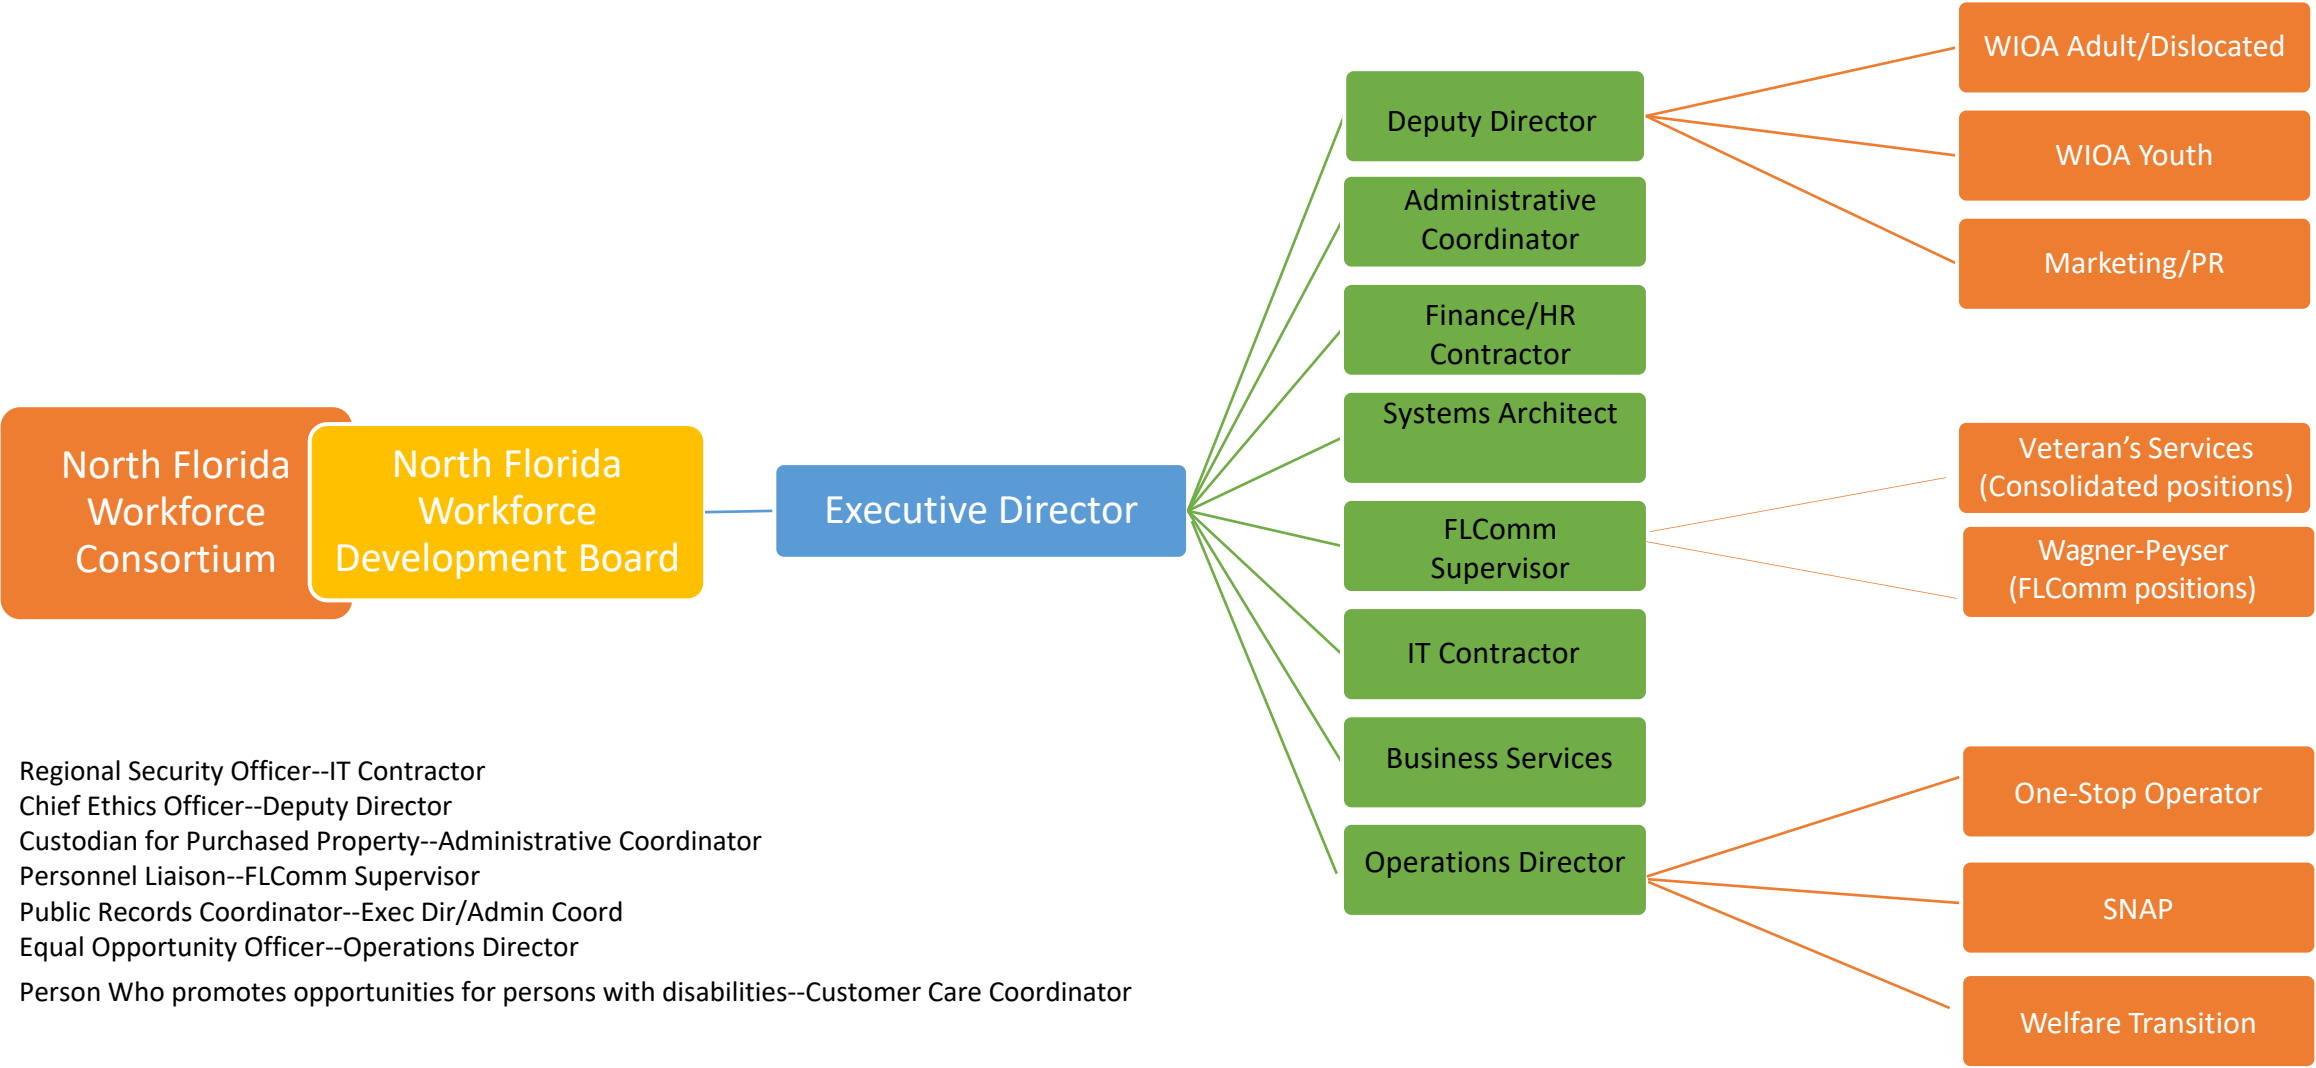 North Florida
Workforce
Consortium
North Florida
Workforce
Development Board
Executive Director
Deputy Director
Administrative
Coordinator
Finance/HR
Contractor
Systems Architect
FLComm
Supervisor
IT Contractor
Business Services
Operations Director
WIOA Adult/Dislocated
WIOA Youth
Marketing/PR
Veteran’s Services
(Consolidated positions)
Wagner-Peyser
(FLComm positions)
One-Stop Operator
SNAP
Welfare Transition
Regional Security Officer--IT Contractor
Chief Ethics Officer--Deputy Director
Custodian for Purchased Property--Administrative Coordinator
Personnel Liaison--FLComm Supervisor
Public Records Coordinator--Exec Dir/Admin Coord
Equal Opportunity Officer--Operations Director
Person Who promotes opportunities for persons with disabilities--Customer Care Coordinator